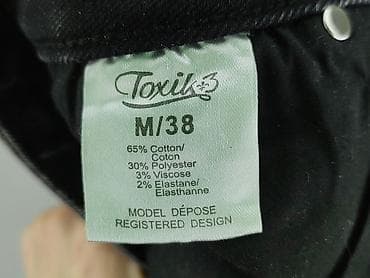 Toxik3
M/38
65% Cotton/
Coton
30% Polyester
3% Viscose
2% Elastane/
Elasthanne
MODEL DÉPOSE
REGISTERED DESIGN